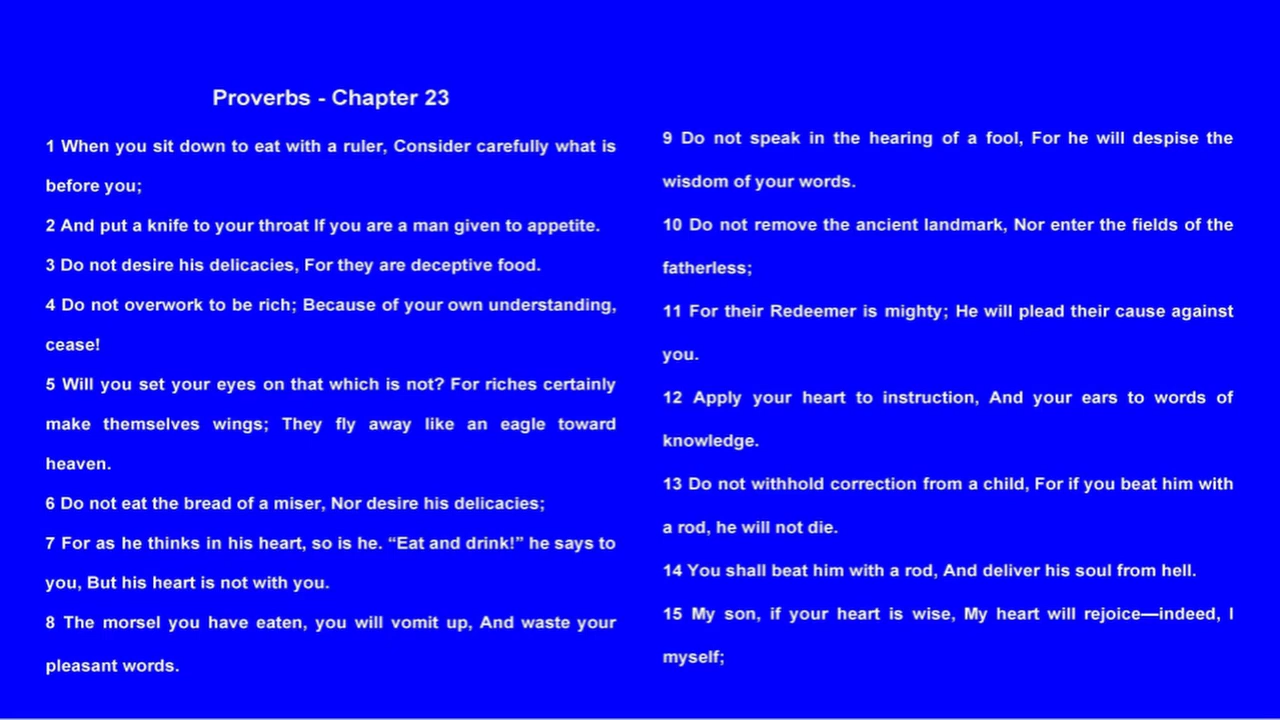 Proverbs - Chapter 23
1 When you sit down to eat with a ruler, Consider carefully what is
before you;
2 And put a knife to your throat If you are a man given to appetite.
3 Do not desire his delicacies, For they are deceptive food.
4 Do not overwork to be rich; Because of your own understanding,
cease!
5 Will you set your eyes on that which is not? For riches certainly
make themselves wings; They fly away like an eagle toward
heaven.
6 Do not eat the bread of a miser, Nor desire his delicacies;
7 For as he thinks in his heart, so is he. “Eat and drink!” he says to
you, But his heart is not with you.
8 The morsel you have eaten, you will vomit up, And waste your
pleasant words.
9 Do not speak in the hearing of a fool, For he will despise the
wisdom of your words.
10 Do not remove the ancient landmark, Nor enter the fields of the
fatherless;
11 For their Redeemer is mighty; He will plead their cause against
you.
12 Apply your heart to instruction, And your ears to words of
knowledge.
13 Do not withhold correction from a child, For if you beat him with
a rod, he will not die.
14 You shall beat him with a rod, And deliver his soul from hell.
15 My son, if your heart is wise, My heart will rejoice—indeed, I
myself;